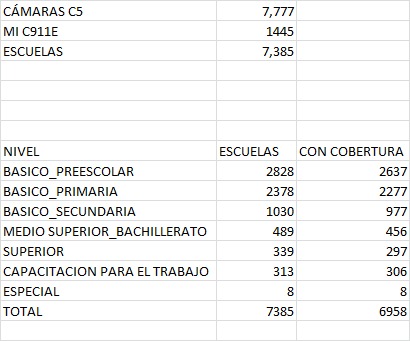 CÁMARAS C5 7,777
MI C911E 1445
ESCUELAS 7,385
NIVEL ESCUELAS CON COBERTURA
BASICO_PREESCOLAR 2828 2637
BASICO_PRIMARIA 2378 2277
BASICO_SECUNDARIA 1030 977
MEDIO SUPERIOR_BACHILLERATO 489 456
SUPERIOR 339 297
CAPACITACION PARA EL TRABAJO 313 306
ESPECIAL 8 8
TOTAL 7385 6958